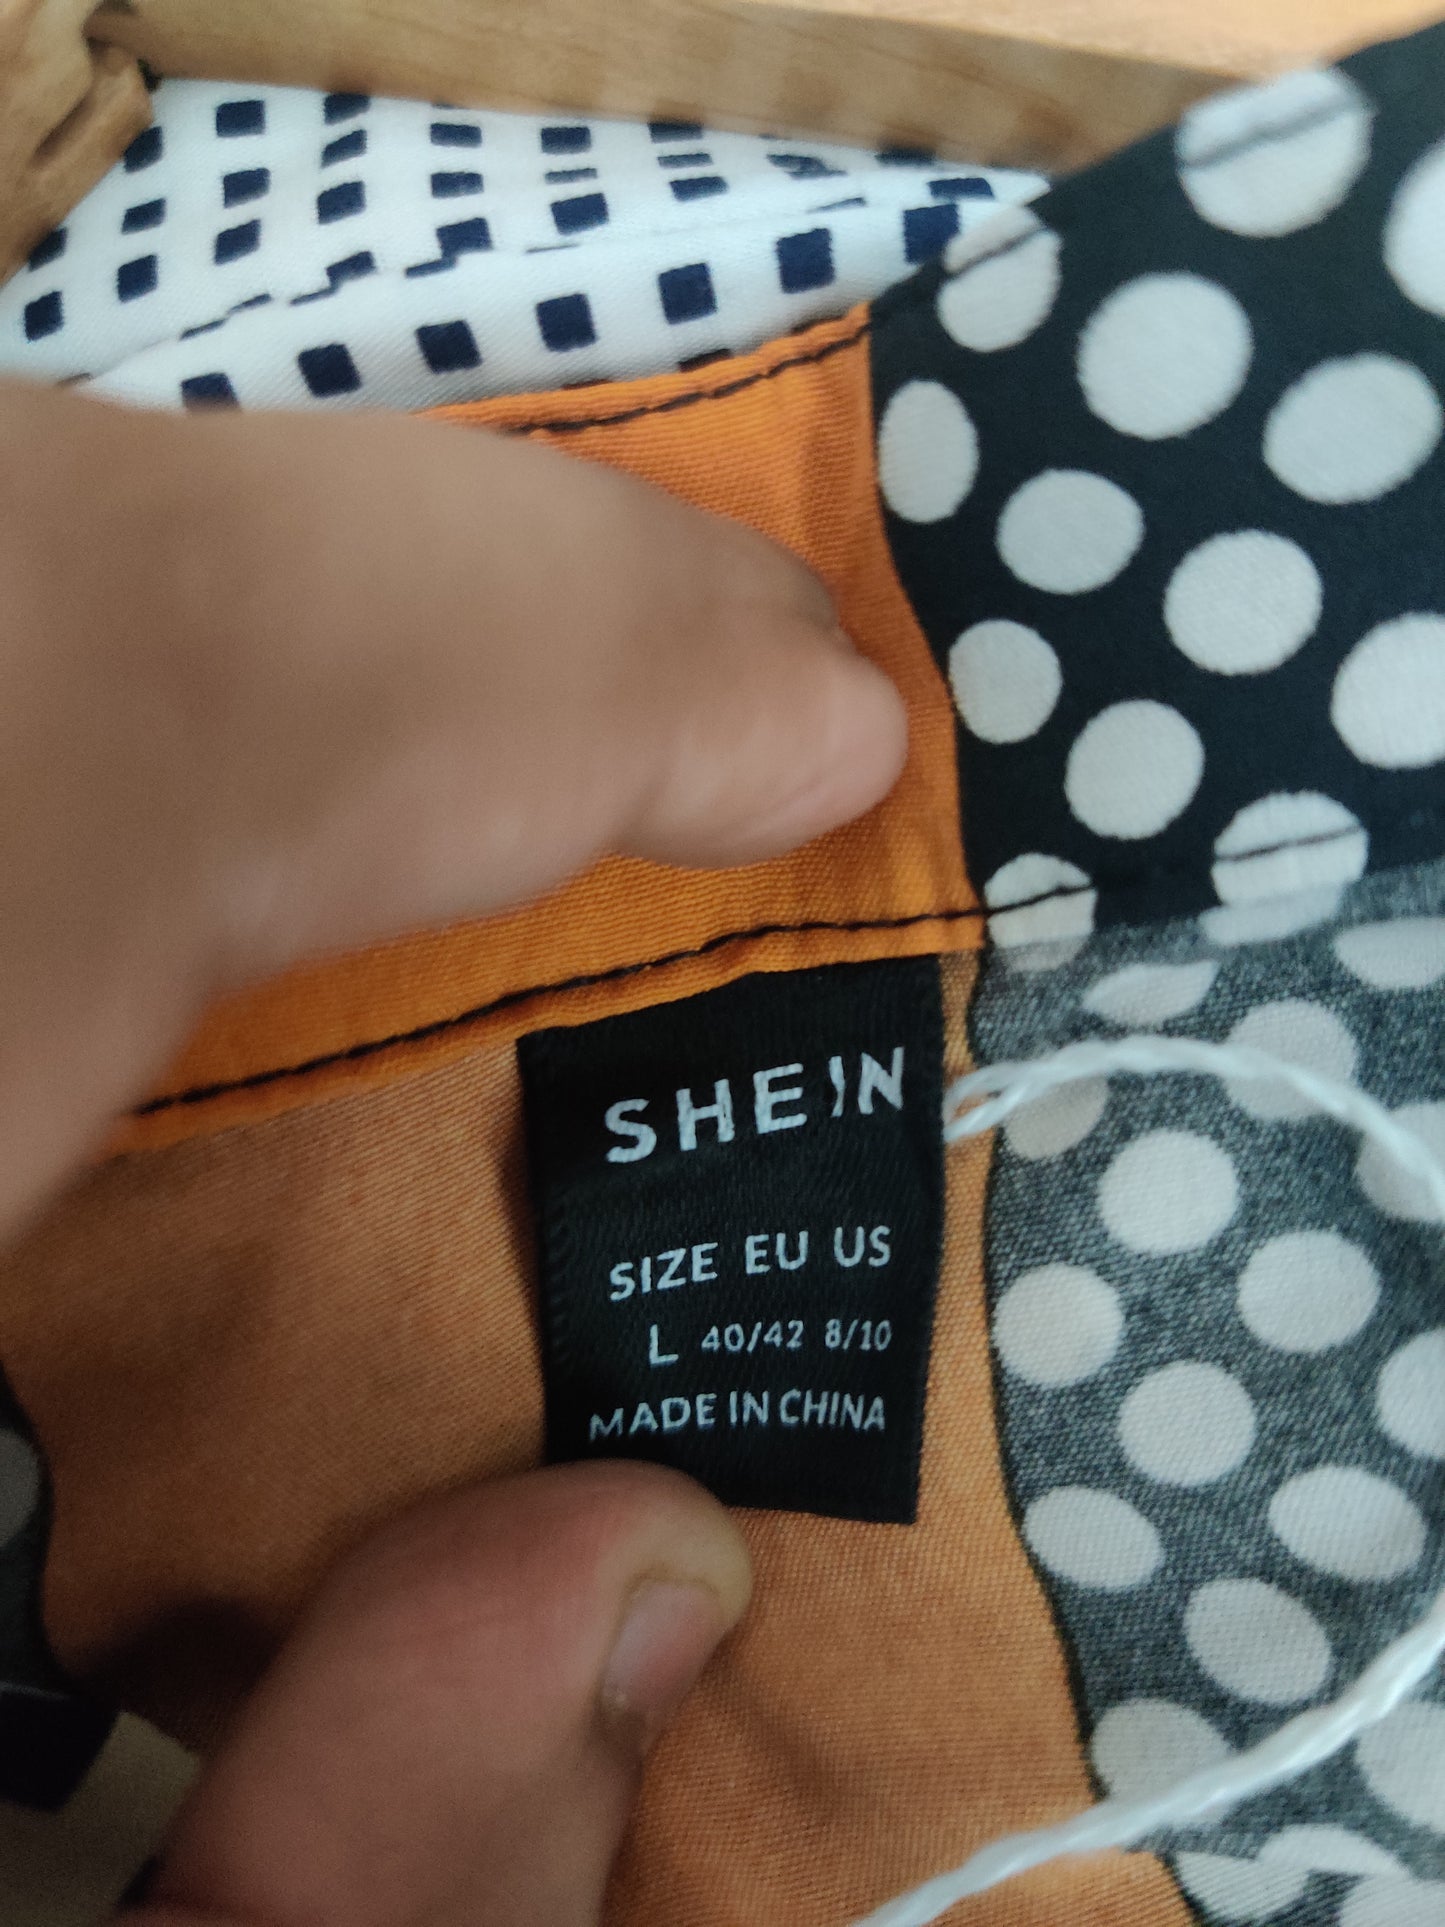 SHEIN
SIZE EU US
L 40/42 8/10
MADE IN CHINA